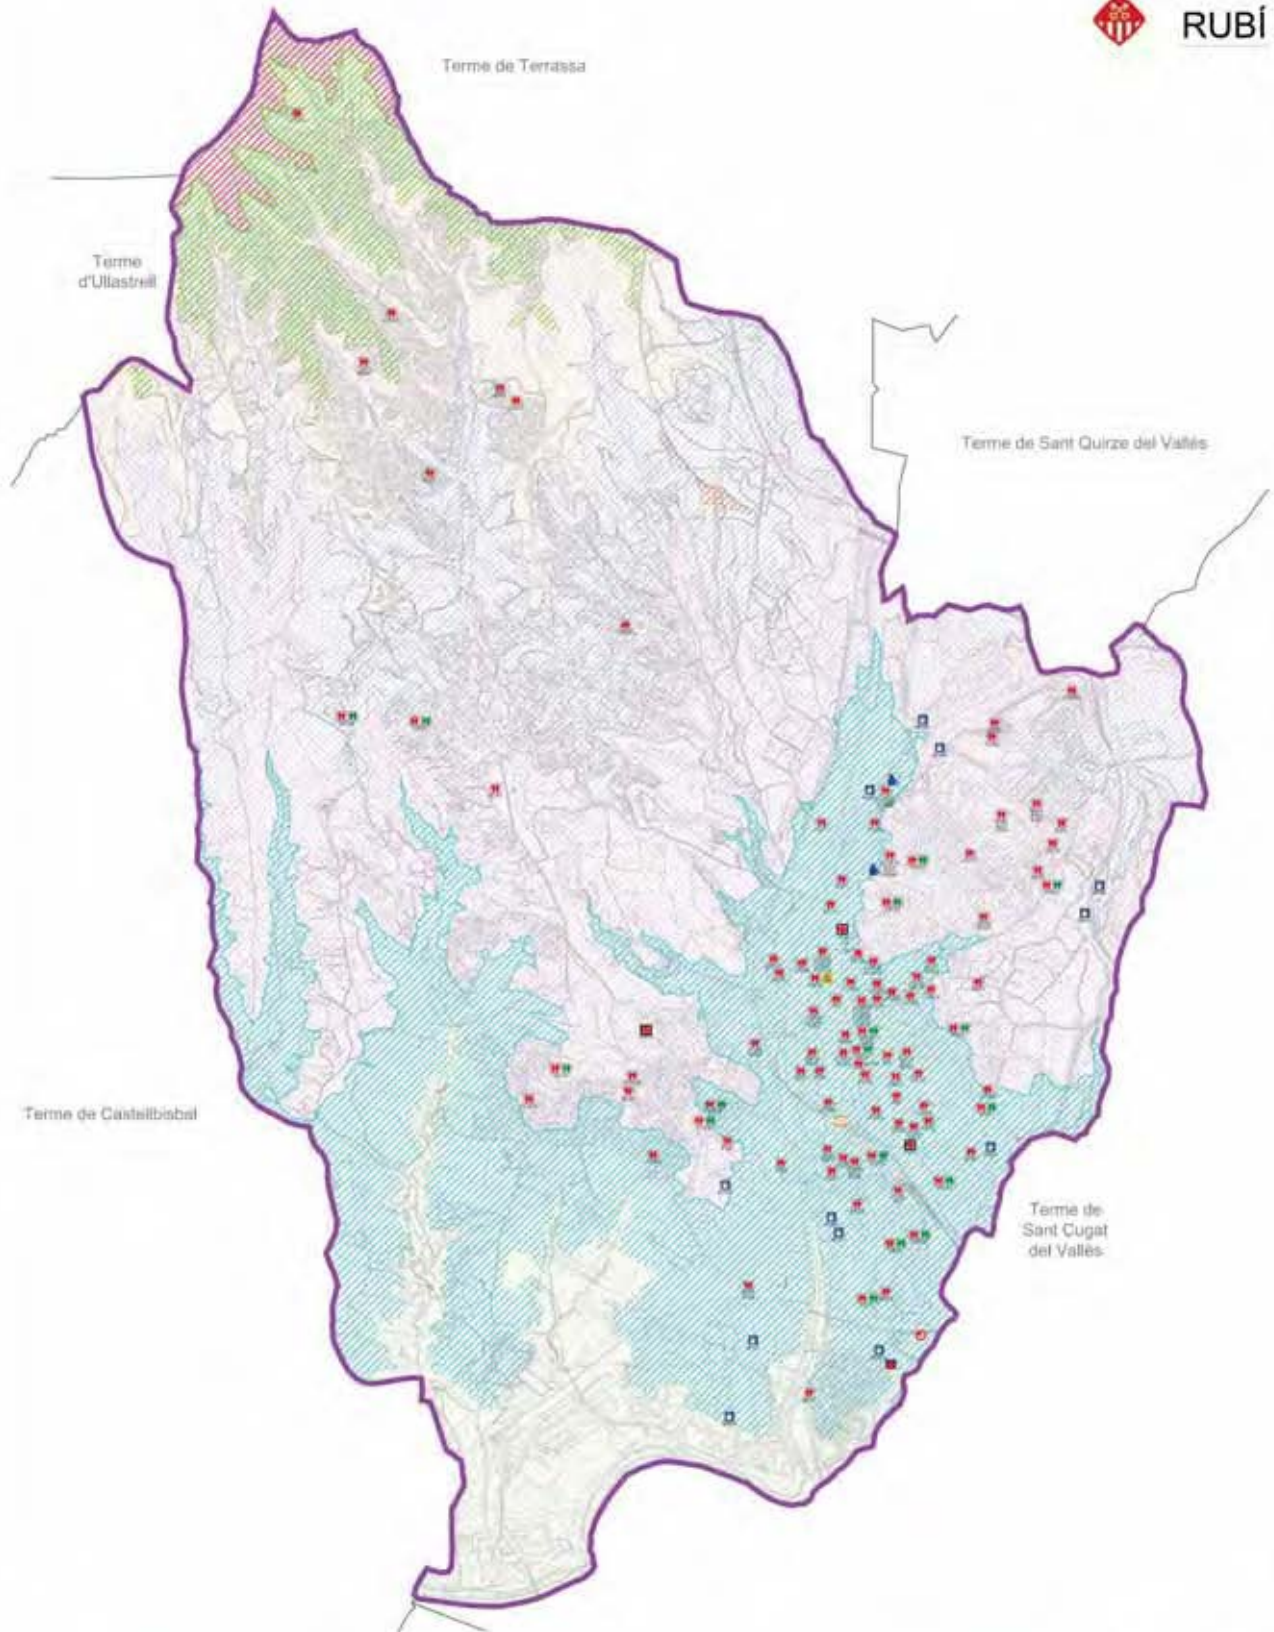 RUBÍ
Terme de Terrassa
Terme
d'Ullastrell
Terme de Sant Quirze del Vallès
Terme de Castellbisbal
Terme de
Sant Cugat
del Vallès